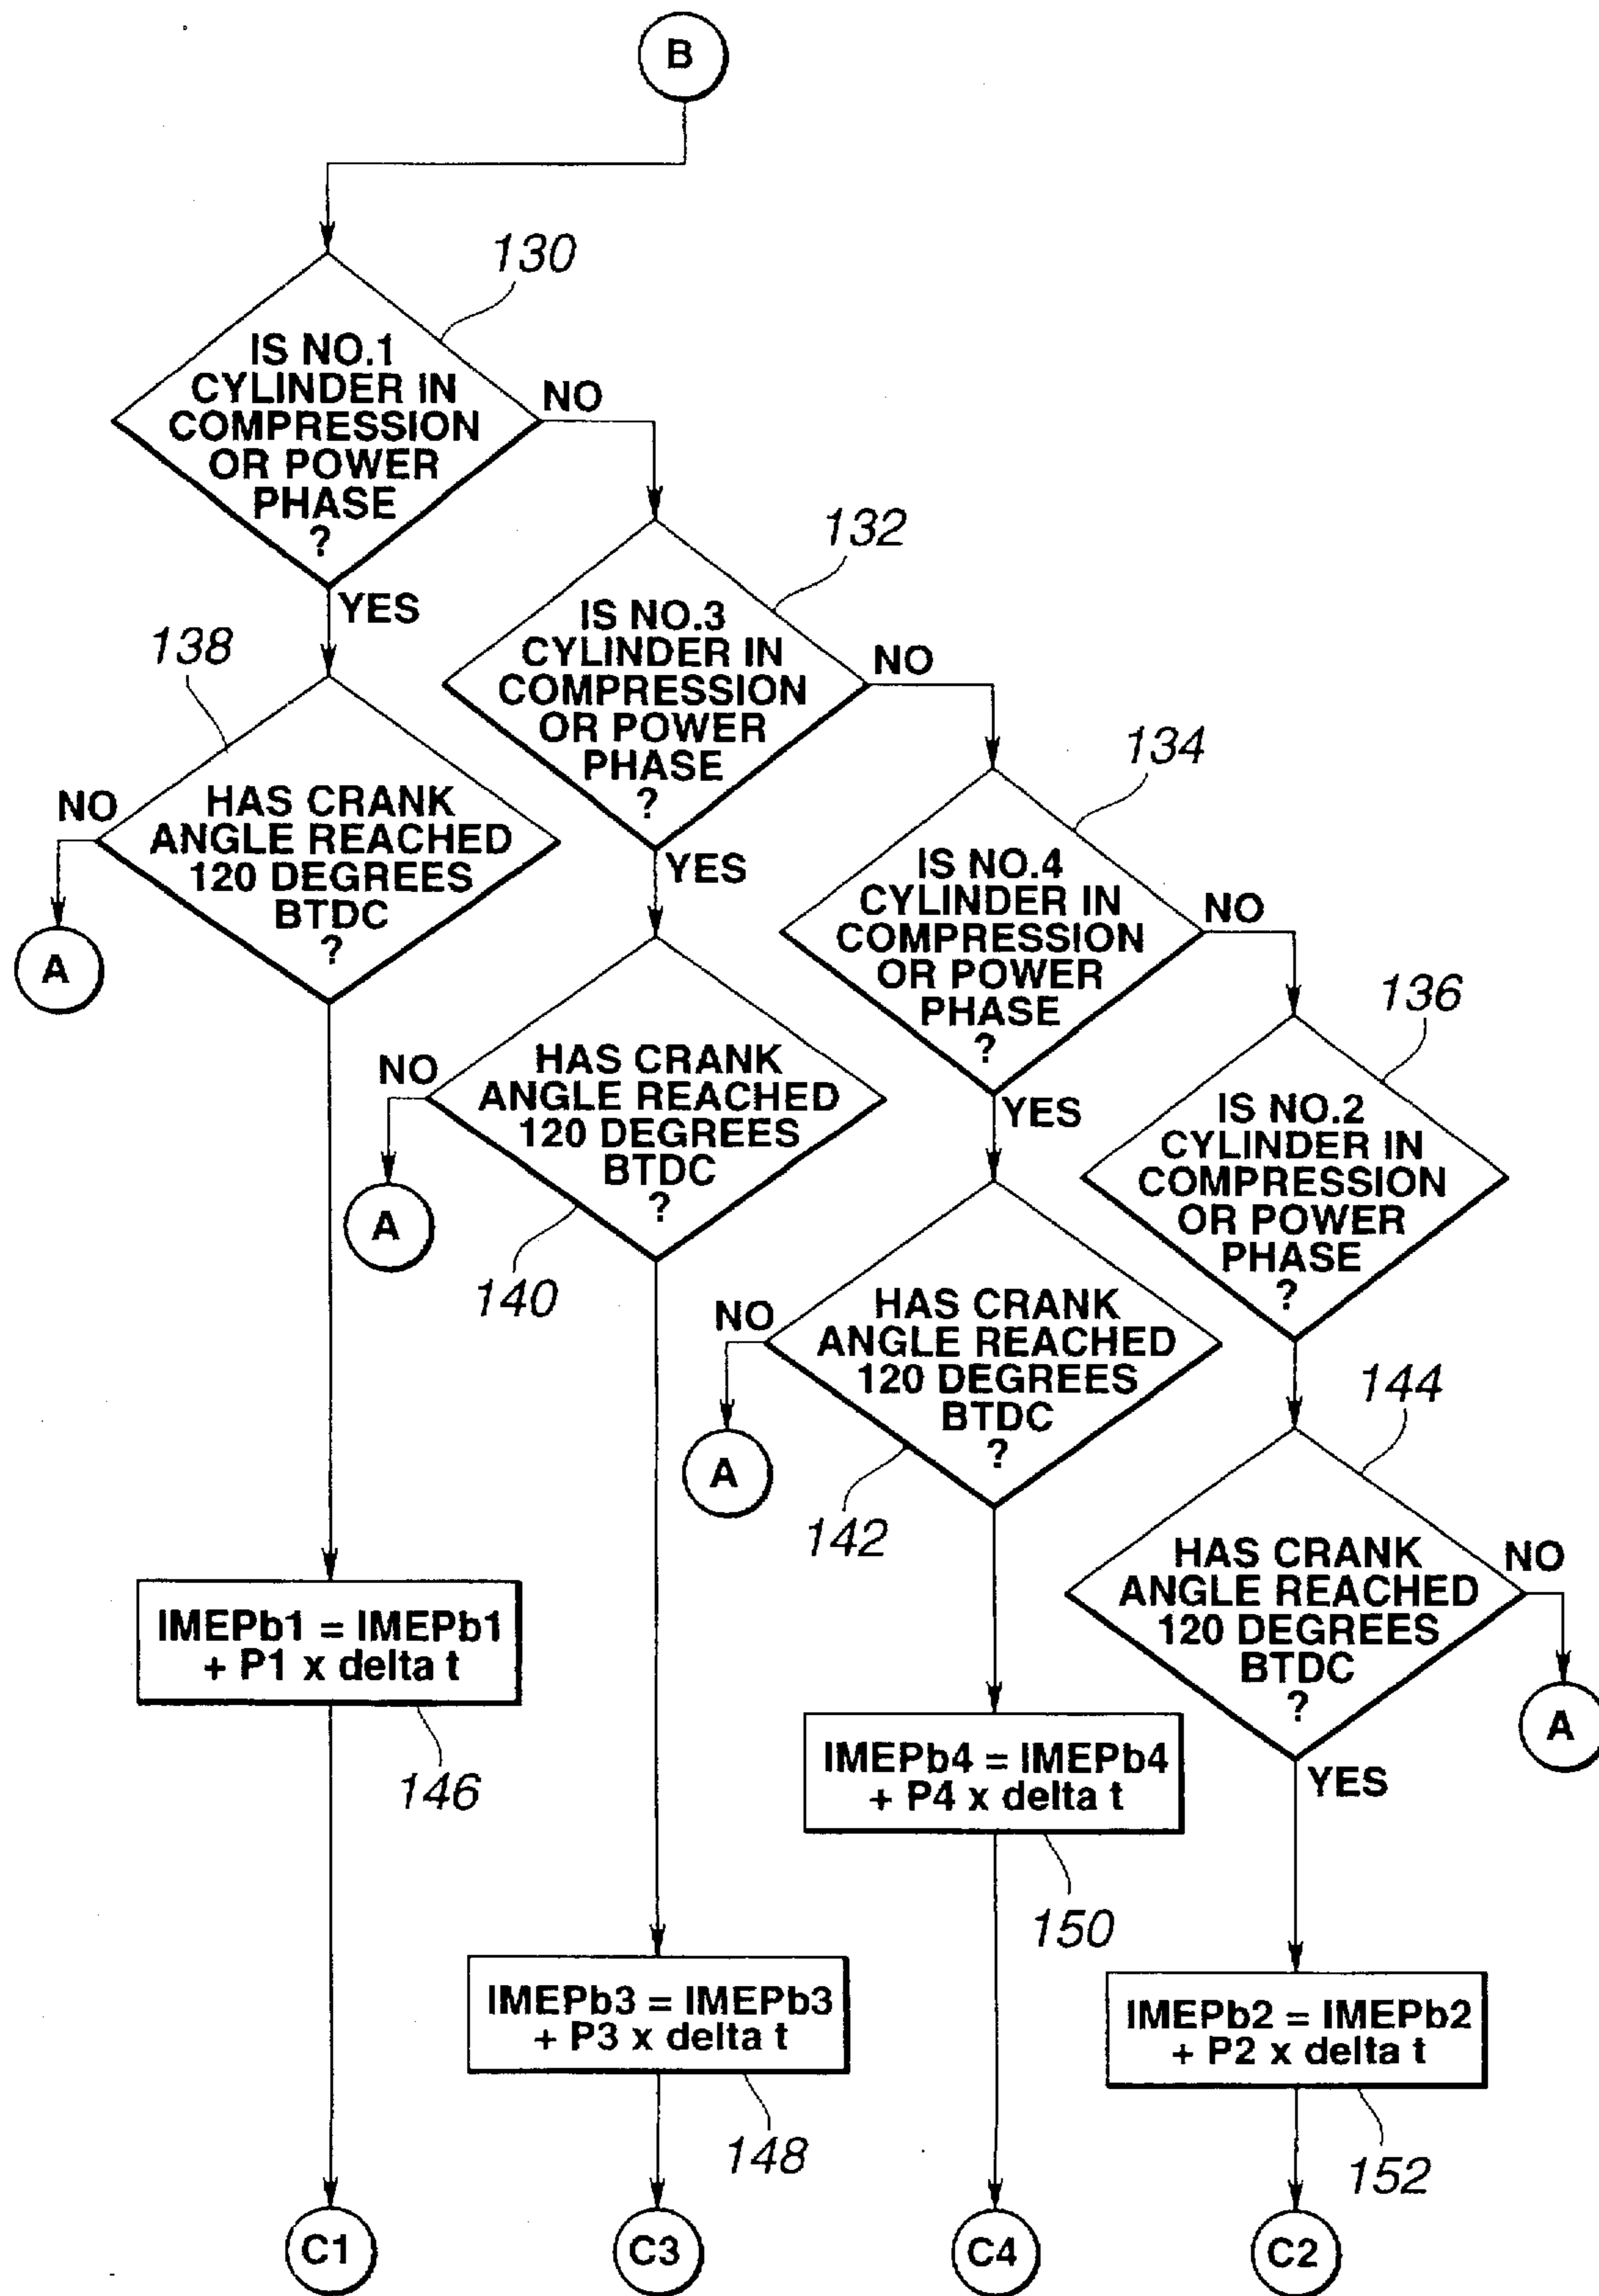 B
130
IS NO.1
CYLINDER IN
COMPRESSION
OR POWER
PHASE
?
NO
YES
132
IS NO.3
CYLINDER IN
COMPRESSION
OR POWER
PHASE
?
NO
YES
134
IS NO.4
CYLINDER IN
COMPRESSION
OR POWER
PHASE
?
NO
YES
136
IS NO.2
CYLINDER IN
COMPRESSION
OR POWER
PHASE
?
138
HAS CRANK
ANGLE REACHED
120 DEGREES
BTDC
?
NO
A
HAS CRANK
ANGLE REACHED
120 DEGREES
BTDC
?
NO
A
140
HAS CRANK
ANGLE REACHED
120 DEGREES
BTDC
?
NO
A
142
144
HAS CRANK
ANGLE REACHED
120 DEGREES
BTDC
?
NO
A
YES
IMEPb1 = IMEPb1
+ P1 x delta t
146
IMEPb3 = IMEPb3
+ P3 x delta t
148
IMEPb4 = IMEPb4
+ P4 x delta t
150
IMEPb2 = IMEPb2
+ P2 x delta t
152
C1
C3
C4
C2